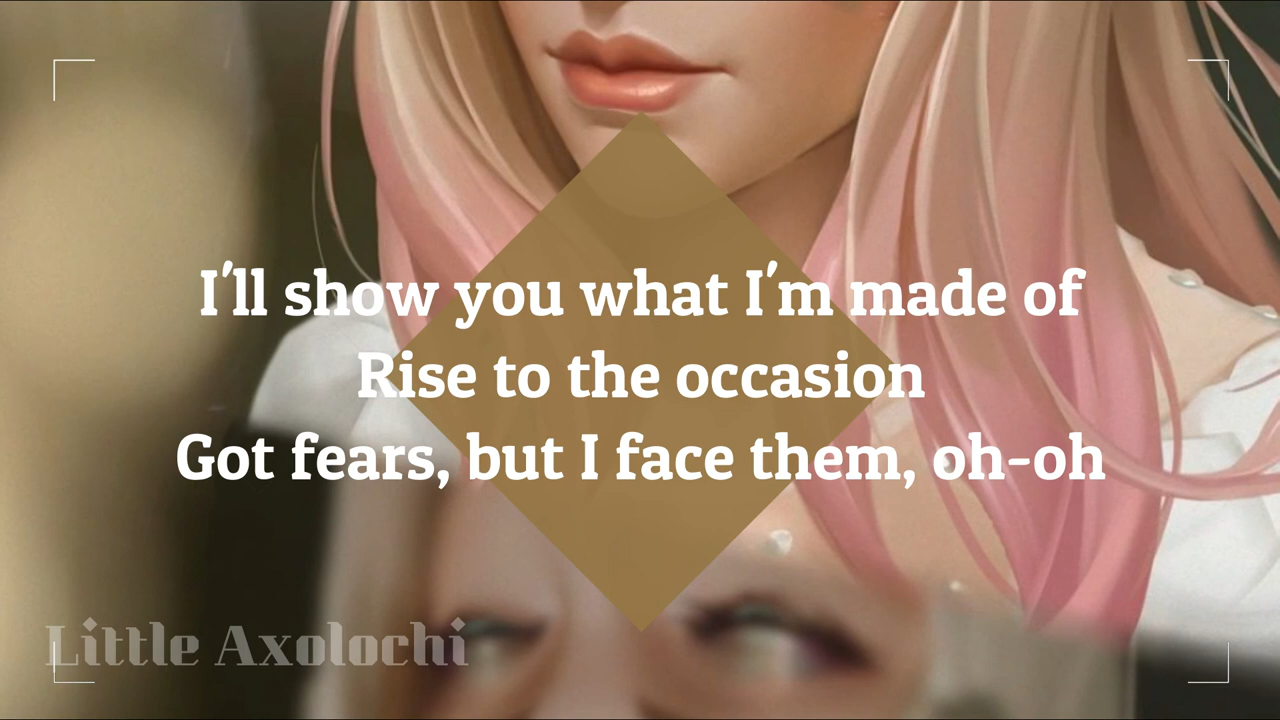 I'll show you what I'm made of
Rise to the occasion
Got fears, but I face them, oh-oh
Little Axolochi